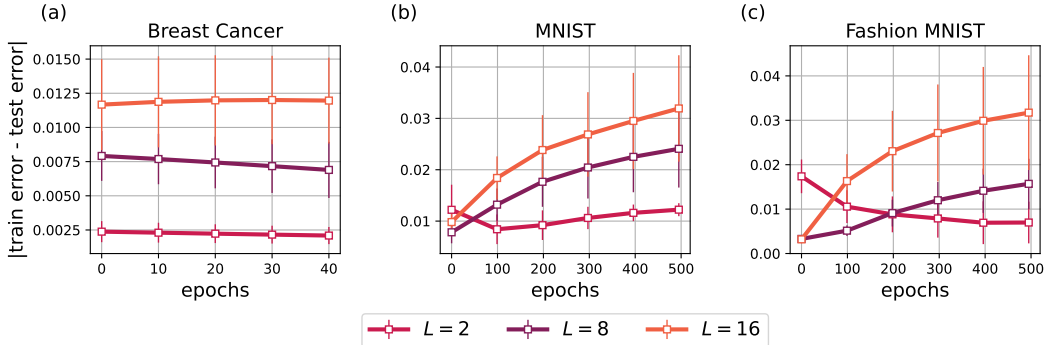 (a)
Breast Cancer
|train error - test error|
0.0150
0.0125
0.0100
0.0075
0.0050
0.0025
0 10 20 30 40
epochs
(b)
MNIST
0.04
0.03
0.02
0.01
0 100 200 300 400 500
epochs
(c)
Fashion MNIST
0.04
0.03
0.02
0.01
0.00
0 100 200 300 400 500
epochs
L = 2 L = 8 L = 16